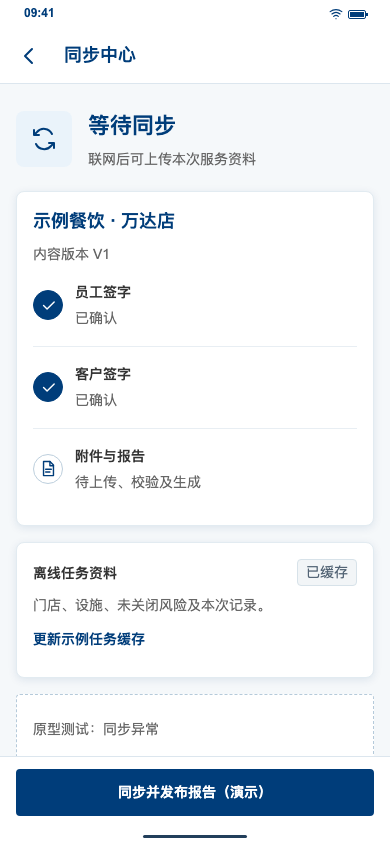 09:41
同步中心
等待同步
联网后可上传本次服务资料
示例餐饮 · 万达店
内容版本 V1
员工签字
已确认
客户签字
已确认
附件与报告
待上传、校验及生成
离线任务资料
已缓存
门店、设施、未关闭风险及本次记录。
更新示例任务缓存
原型测试：同步异常
同步并发布报告（演示）